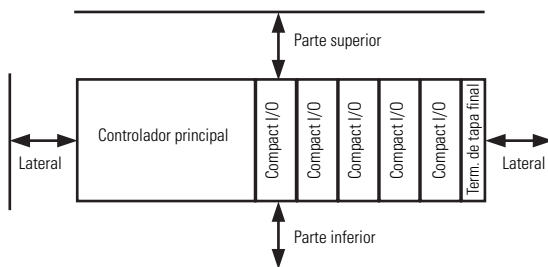 Parte superior
Controlador principal
Compact I/O
Compact I/O
Compact I/O
Compact I/O
Compact I/O
Term. de tapa final
Lateral
Lateral
Parte inferior